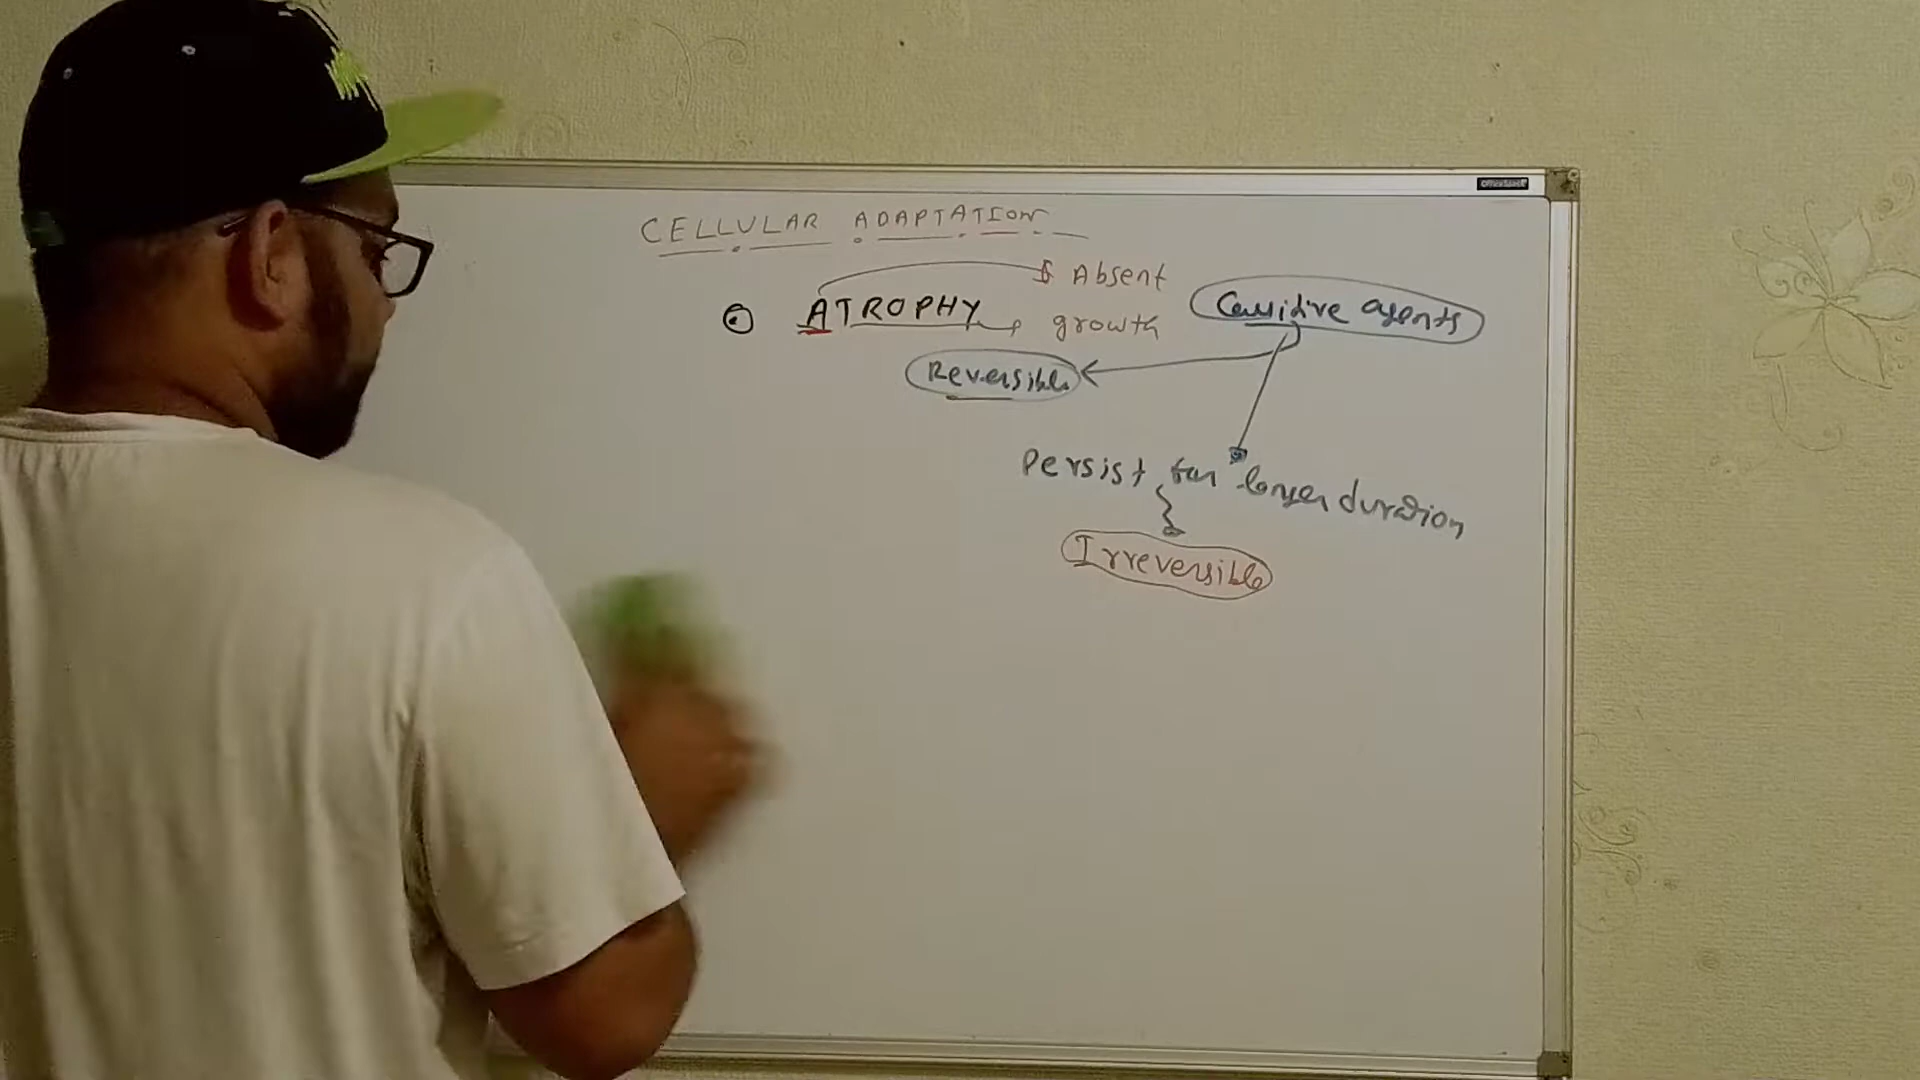 CELLULAR ADAPTATION
Absent
ATROPHY
growth
Causitive agents
Reversible
Persist for longer duration
Irreversible